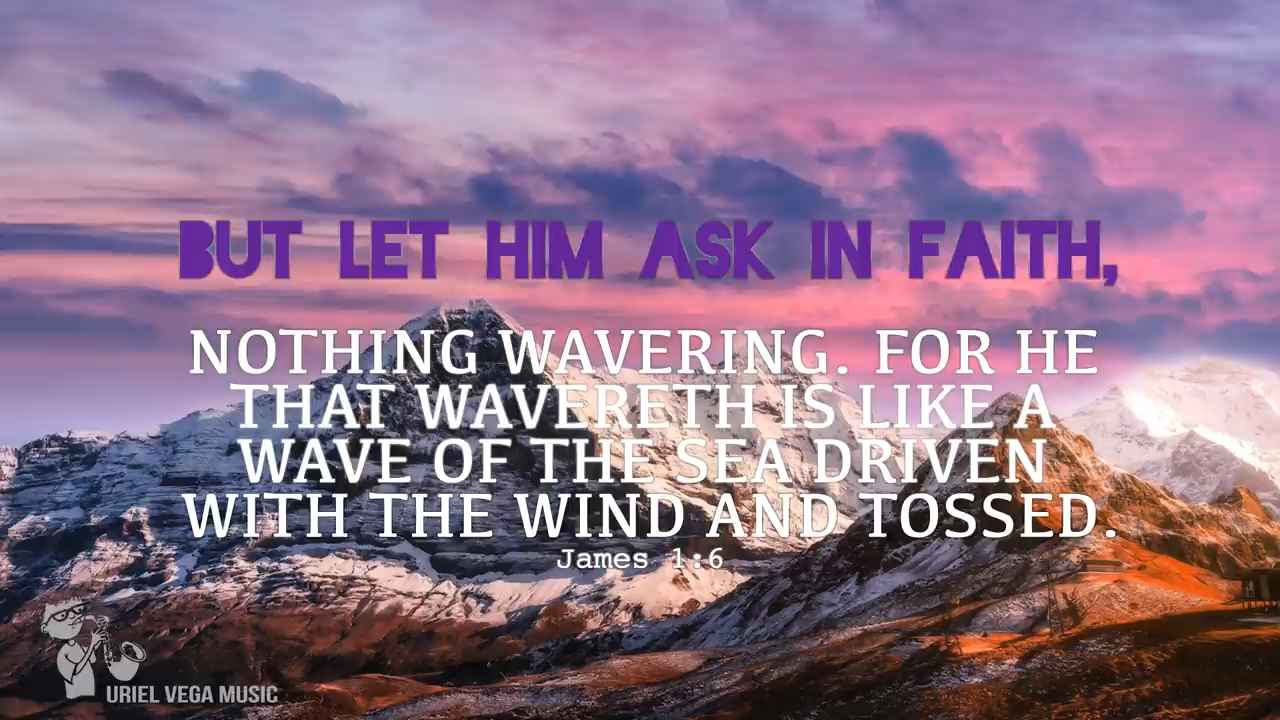 BUT LET HIM ASK IN FAITH,
NOTHING WAVERING. FOR HE
THAT WAVERETH IS LIKE A
WAVE OF THE SEA DRIVEN
WITH THE WIND AND TOSSED.
James 1:6
URIEL VEGA MUSIC